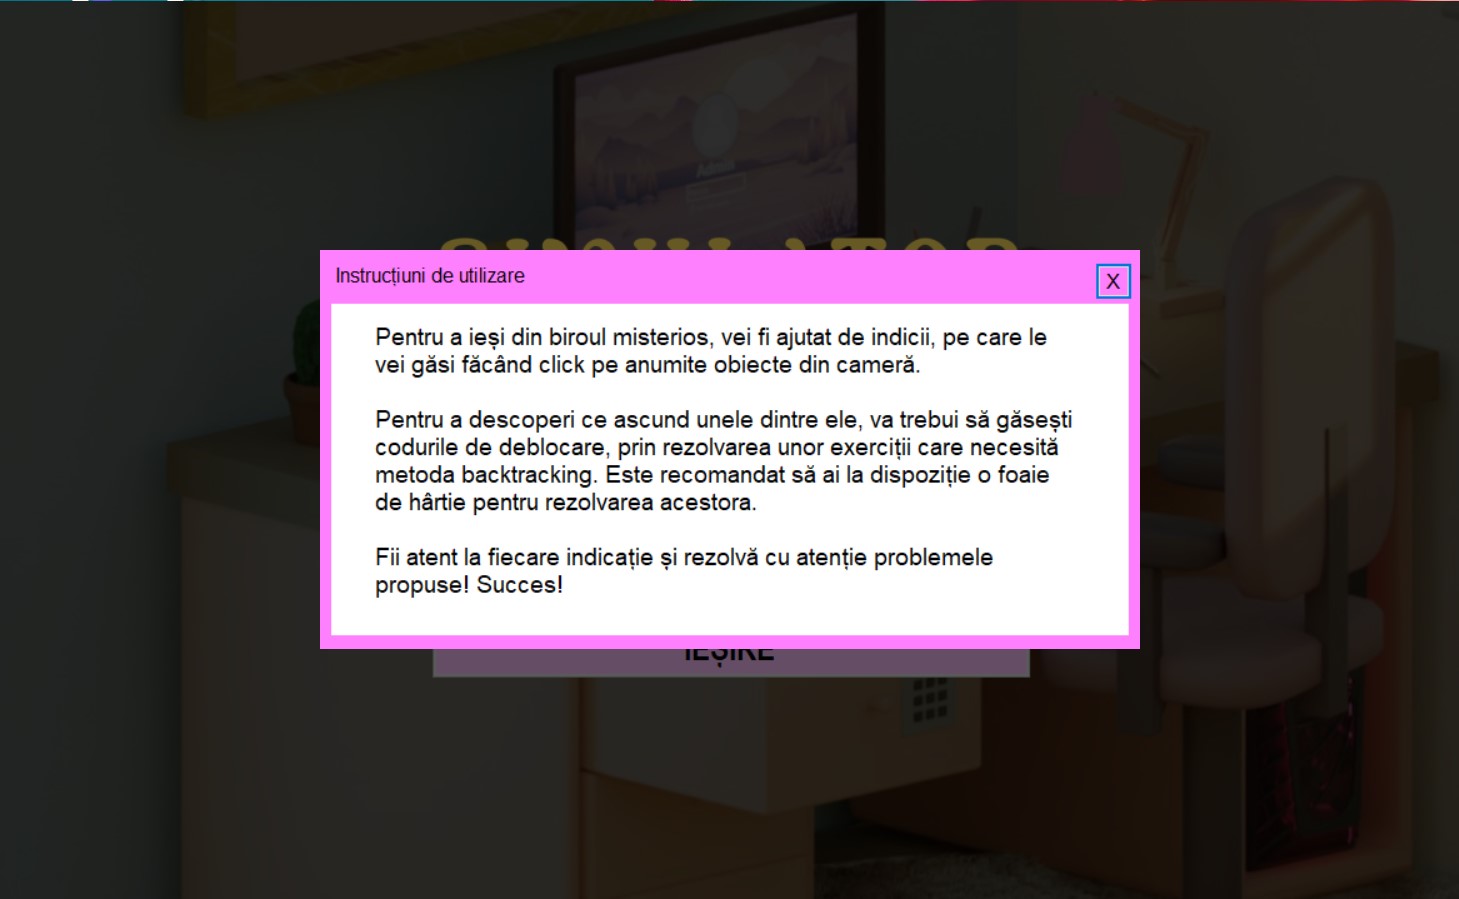 Instrucțiuni de utilizare
X
Pentru a ieși din biroul misterios, vei fi ajutat de indicii, pe care le
vei găsi făcând click pe anumite obiecte din cameră.
Pentru a descoperi ce ascund unele dintre ele, va trebui să găsești
codurile de deblocare, prin rezolvarea unor exerciții care necesită
metoda backtracking. Este recomandat să ai la dispoziție o foaie
de hârtie pentru rezolvarea acestora.
Fii atent la fiecare indicație și rezolvă cu atenție problemele
propuse! Succes!
IEȘIRE